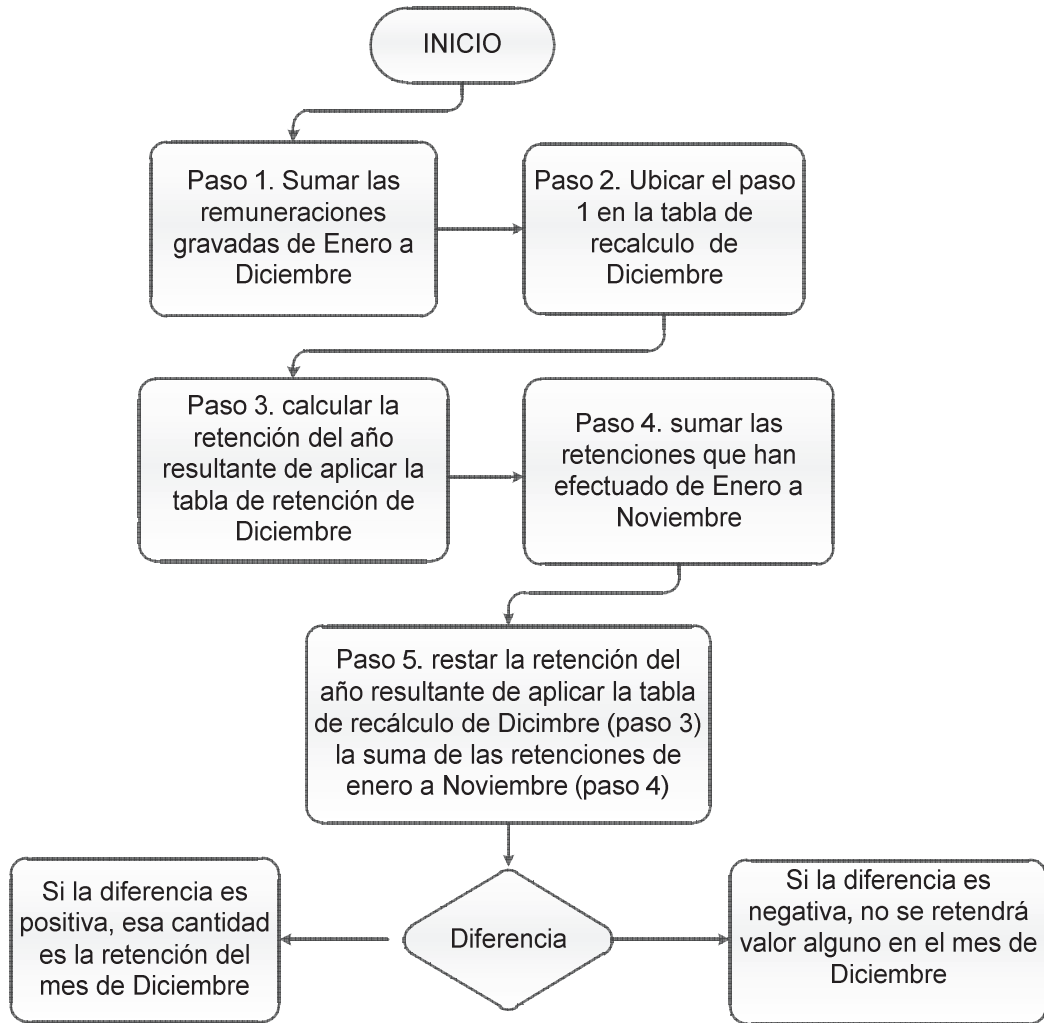 INICIO
Paso 1. Sumar las
remuneraciones
gravadas de Enero a
Diciembre
Paso 2. Ubicar el paso
1 en la tabla de
recalculo de
Diciembre
Paso 3. calcular la
retención del año
resultante de aplicar la
tabla de retención de
Diciembre
Paso 4. sumar las
retenciones que han
efectuado de Enero a
Noviembre
Paso 5. restar la retención del
año resultante de aplicar la tabla
de recálculo de Dicimbre (paso 3)
la suma de las retenciones de
enero a Noviembre (paso 4)
Si la diferencia es
positiva, esa cantidad
es la retención del
mes de Diciembre
Diferencia
Si la diferencia es
negativa, no se retendrá
valor alguno en el mes de
Diciembre